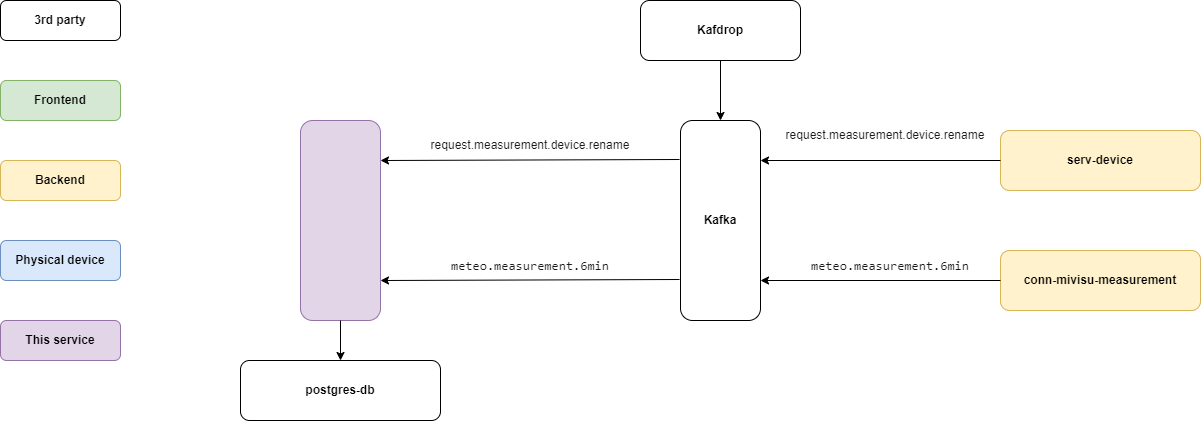 3rd party
Kafdrop
Frontend
request.measurement.device.rename
request.measurement.device.rename
serv-device
Backend
Kafka
Physical device
meteo.measurement.6min
meteo.measurement.6min
conn-mivisu-measurement
This service
postgres-db